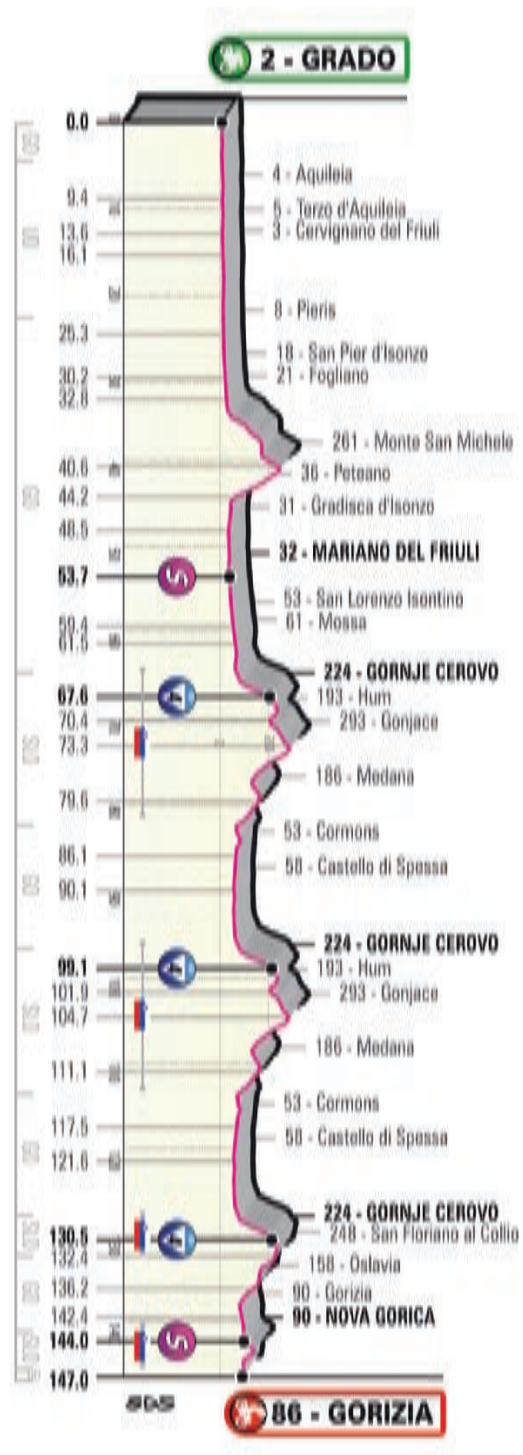 2 - GRADO
0.0
4 - Aquileia
9.4
5 - Terzo d'Aquileia
13.6
3 - Cervignano del Friuli
16.1
8 - Pieris
25.3
18 - San Pier d'Isonzo
30.2
21 - Fogliano
32.8
261 - Monte San Michele
40.6
36 - Peteano
44.2
31 - Gradisca d'Isonzo
48.5
32 - MARIANO DEL FRIULI
53.7
S
53 - San Lorenzo Isontino
59.4
61 - Mossa
61.5
224 - GORNJE CEROVO
67.6
4
193 - Hum
70.4
293 - Gonjace
73.3
186 - Medana
79.6
53 - Cormons
86.1
58 - Castello di Spessa
90.1
224 - GORNJE CEROVO
99.1
4
193 - Hum
101.9
293 - Gonjace
104.7
186 - Medana
111.1
53 - Cormons
117.5
58 - Castello di Spessa
121.6
224 - GORNJE CEROVO
130.5
4
248 - San Floriano al Collio
132.4
158 - Oslavia
136.2
90 - Gorizia
142.4
90 - NOVA GORICA
144.0
S
147.0
SDS
86 - GORIZIA